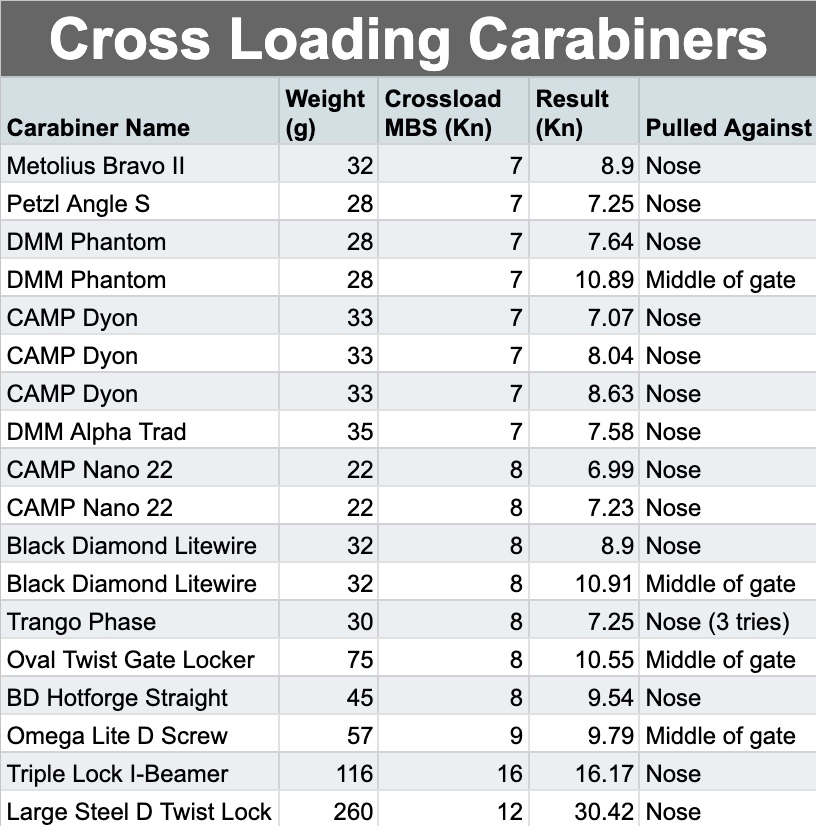 Cross Loading Carabiners
Carabiner Name Weight (g) Crossload MBS (Kn) Result (Kn) Pulled Against
Metolius Bravo II 32 7 8.9 Nose
Petzl Angle S 28 7 7.25 Nose
DMM Phantom 28 7 7.64 Nose
DMM Phantom 28 7 10.89 Middle of gate
CAMP Dyon 33 7 7.07 Nose
CAMP Dyon 33 7 8.04 Nose
CAMP Dyon 33 7 8.63 Nose
DMM Alpha Trad 35 7 7.58 Nose
CAMP Nano 22 22 8 6.99 Nose
CAMP Nano 22 22 8 7.23 Nose
Black Diamond Litewire 32 8 8.9 Nose
Black Diamond Litewire 32 8 10.91 Middle of gate
Trango Phase 30 8 7.25 Nose (3 tries)
Oval Twist Gate Locker 75 8 10.55 Middle of gate
BD Hotforge Straight 45 8 9.54 Nose
Omega Lite D Screw 57 9 9.79 Middle of gate
Triple Lock I-Beamer 116 16 16.17 Nose
Large Steel D Twist Lock 260 12 30.42 Nose